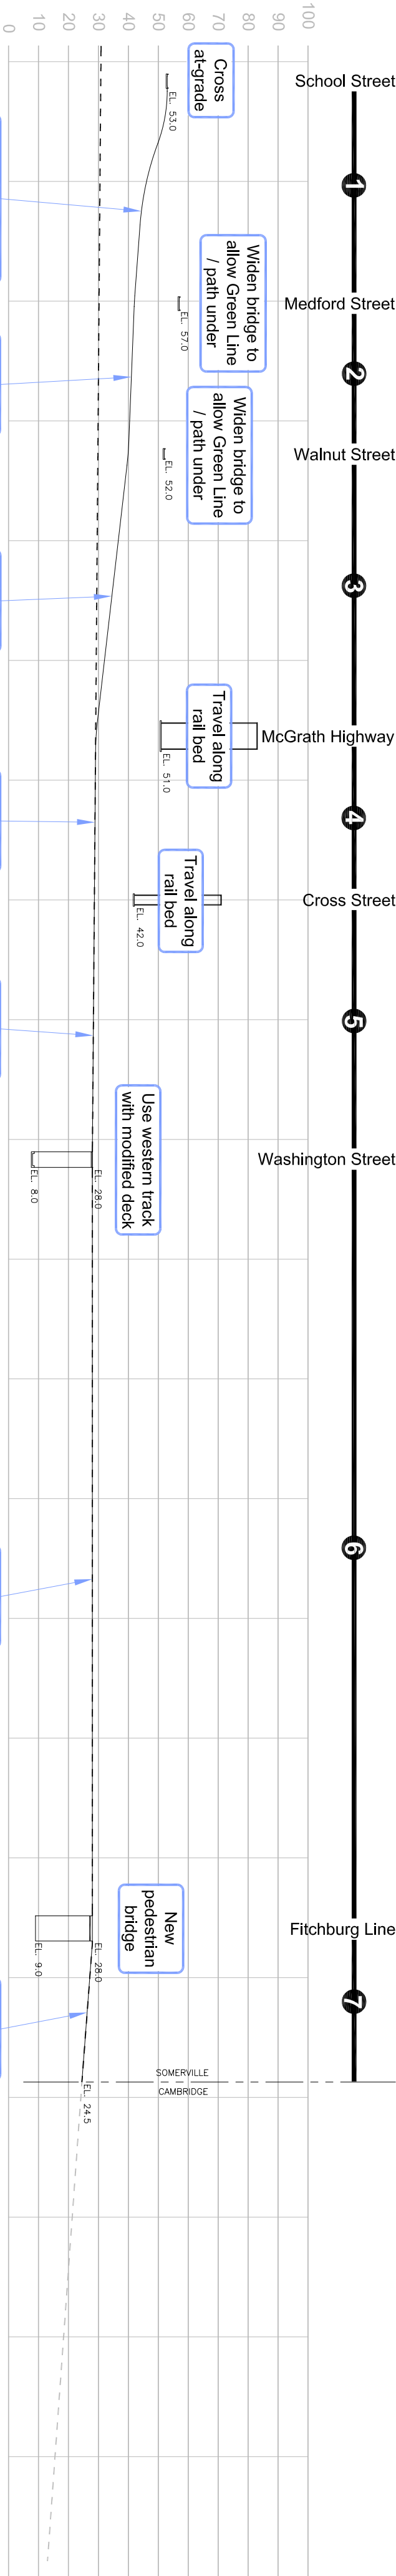 School Street
1
Medford Street
2
Walnut Street
3
McGrath Highway
4
Cross Street
5
Washington Street
6
Fitchburg Line
7
100
90
80
70
60
50
40
30
20
10
0
Cross
at-grade
EL. 53.0
Widen bridge to
allow Green Line
/ path under
EL. 57.0
Widen bridge to
allow Green Line
/ path under
EL. 52.0
Travel along
rail bed
EL. 51.0
Travel along
rail bed
EL. 42.0
Use western track
with modified deck
EL. 28.0
EL. 8.0
New
pedestrian
bridge
EL. 28.0
EL. 9.0
SOMERVILLE
CAMBRIDGE
EL. 24.5